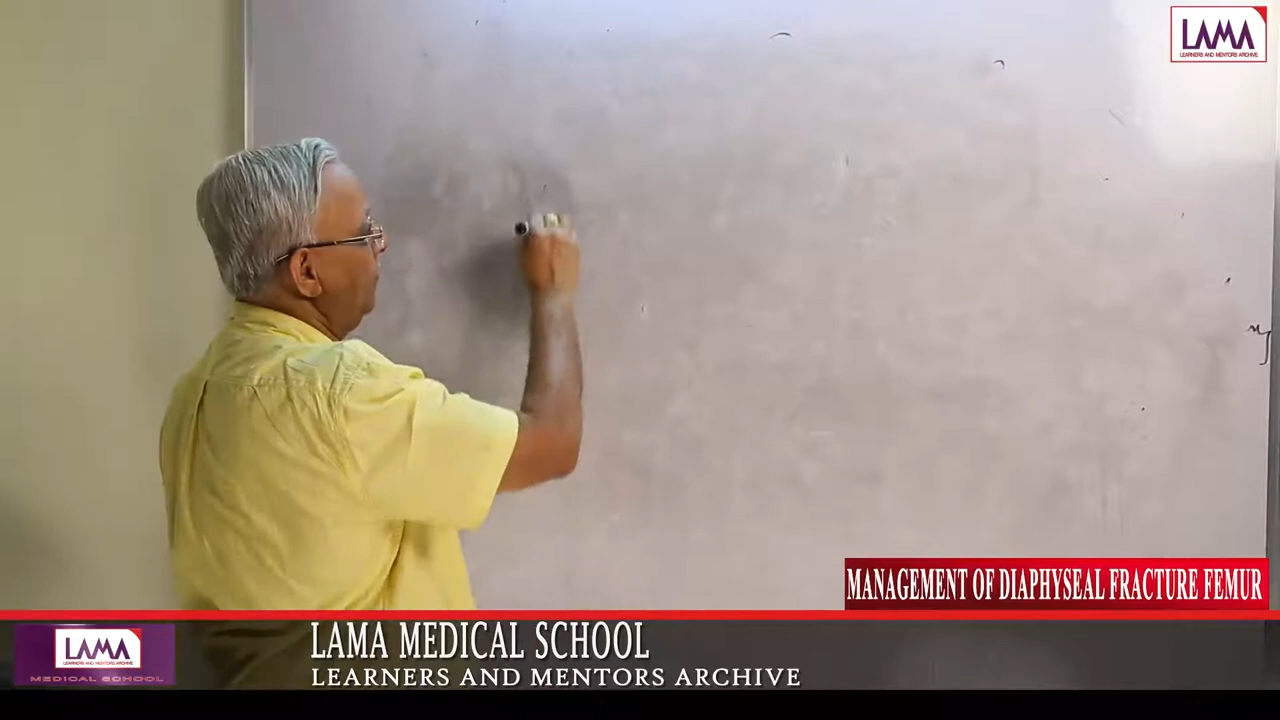 LAMA
LEARNERS AND MENTORS ARCHIVE
MANAGEMENT OF DIAPHYSEAL FRACTURE FEMUR
LAMA
LEARNERS AND MENTORS ARCHIVE
MEDICAL SCHOOL
LAMA MEDICAL SCHOOL
LEARNERS AND MENTORS ARCHIVE